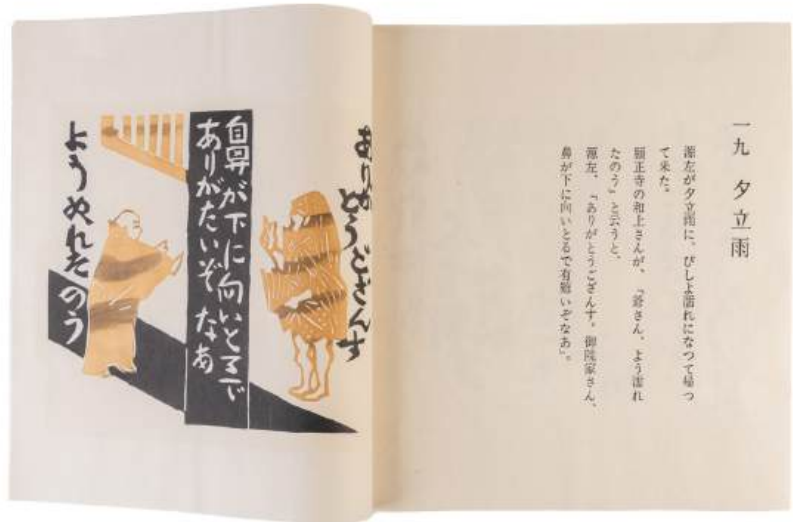 一九 夕立雨
源左が夕立雨に、びしよ濡れになつて帰つ
て来た。
願正寺の和上さんが、「爺さん、よう濡れ
たのう」と云うと、
源左、「ありがとうござんす。御院家さん、
鼻が下に向いとるで有難いぞなあ」。
ありがとうござんす
鼻が下に向いとるで
ありがたいぞなあ
ようぬれたのう